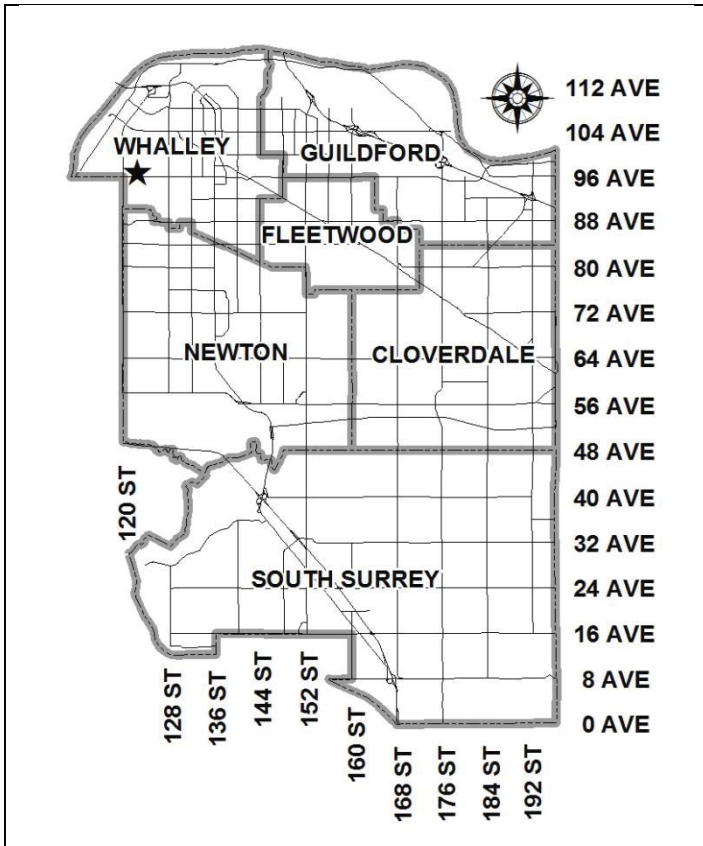 112 AVE
104 AVE
WHALLEY
GUILDFORD
96 AVE
88 AVE
FLEETWOOD
80 AVE
72 AVE
NEWTON
CLOVERDALE
64 AVE
56 AVE
48 AVE
120 ST
40 AVE
32 AVE
SOUTH SURREY
24 AVE
16 AVE
8 AVE
128 ST
136 ST
144 ST
152 ST
160 ST
0 AVE
168 ST
176 ST
184 ST
192 ST